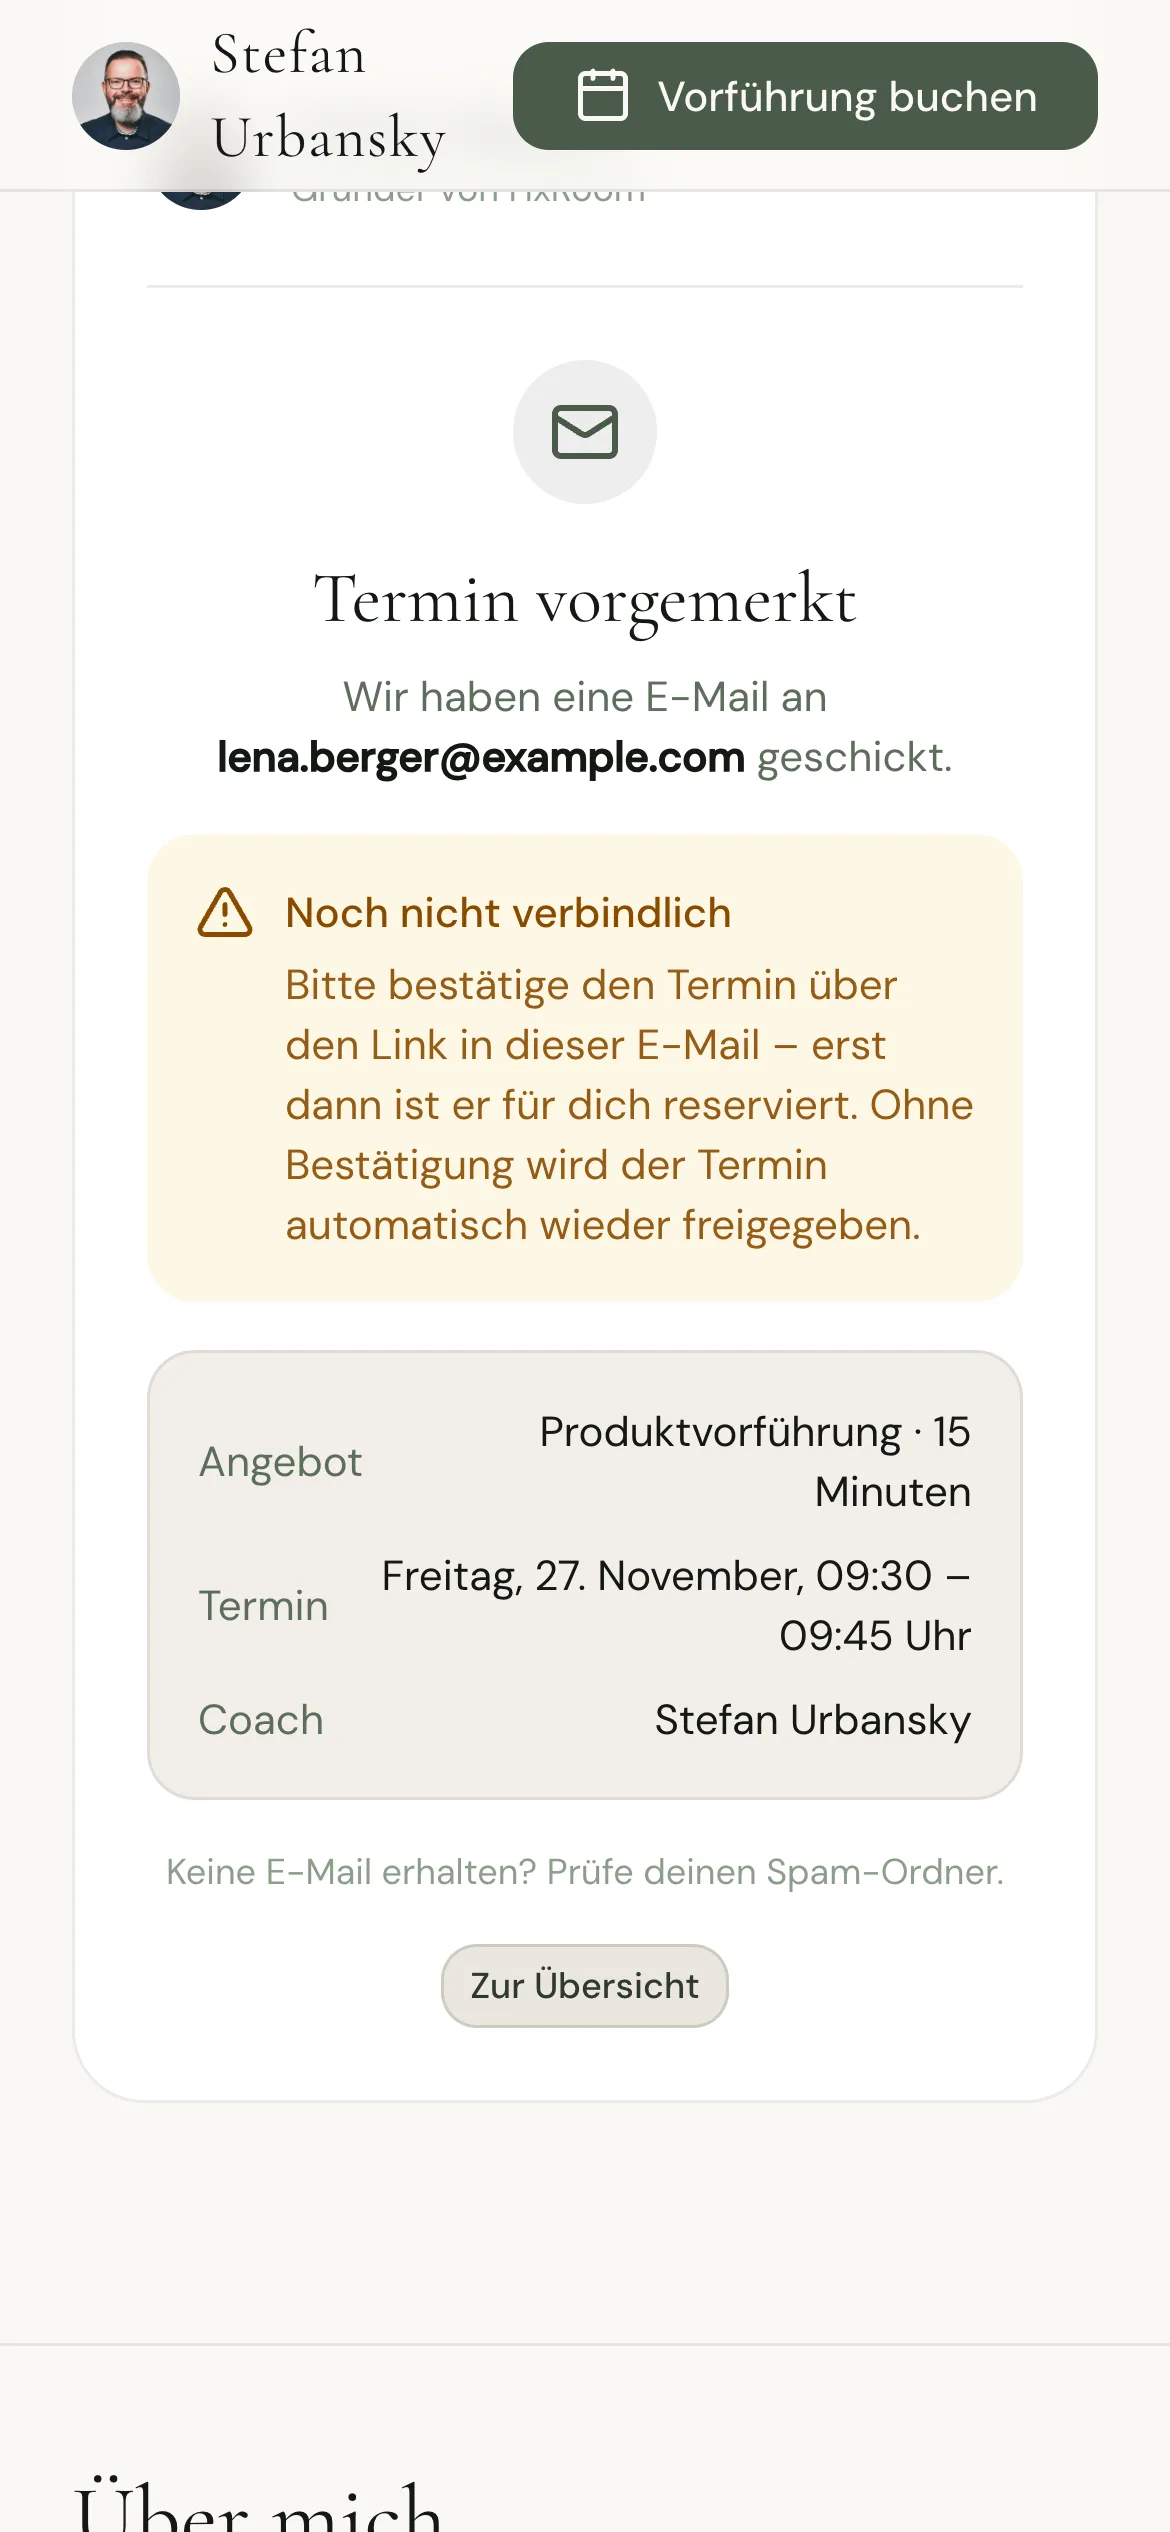 Stefan
Urbansky
Vorführung buchen
Gründer von HxRoom
Termin vorgemerkt
Wir haben eine E-Mail an
lena.berger@example.com geschickt.
Noch nicht verbindlich
Bitte bestätige den Termin über
den Link in dieser E-Mail – erst
dann ist er für dich reserviert. Ohne
Bestätigung wird der Termin
automatisch wieder freigegeben.
Angebot
Produktvorführung · 15
Minuten
Termin
Freitag, 27. November, 09:30 –
09:45 Uhr
Coach
Stefan Urbansky
Keine E-Mail erhalten? Prüfe deinen Spam-Ordner.
Zur Übersicht
Über mich